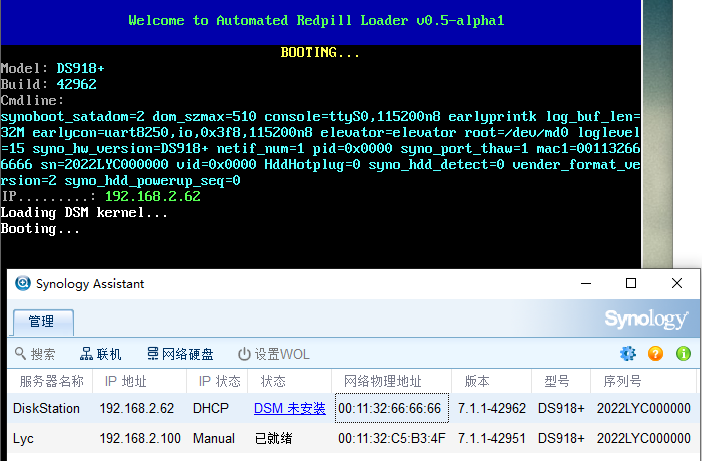 Welcome to Automated Redpill Loader v0.5-alpha1
BOOTING...
Model: DS918+
Build: 42962
Cmdline:
synoboot_satadom=2 dom_szmax=510 console=ttyS0,115200n8 earlyprintk log_buf_len=
32M earlycon=uart8250,io,0x3f8,115200n8 elevator=elevator root=/dev/md0 loglevel
=15 syno_hw_version=DS918+ netif_num=1 pid=0x0000 syno_port_thaw=1 mac1=00113266
6666 sn=2022LYC000000 vid=0x0000 HddHotplug=0 syno_hdd_detect=0 vender_format_ve
rsion=2 syno_hdd_powerup_seq=0
IP.........: 192.168.2.62
Loading DSM kernel...
Booting...
Synology Assistant
管理
Synology
搜索 联机 网络硬盘 设置WOL
服务器名称 IP 地址 IP 状态 状态 网络物理地址 版本 型号 序列号
DiskStation 192.168.2.62 DHCP DSM 未安装 00:11:32:66:66:66 7.1.1-42962 DS918+ 2022LYC000000
Lyc 192.168.2.100 Manual 已就绪 00:11:32:C5:B3:4F 7.1.1-42951 DS918+ 2022LYC000000